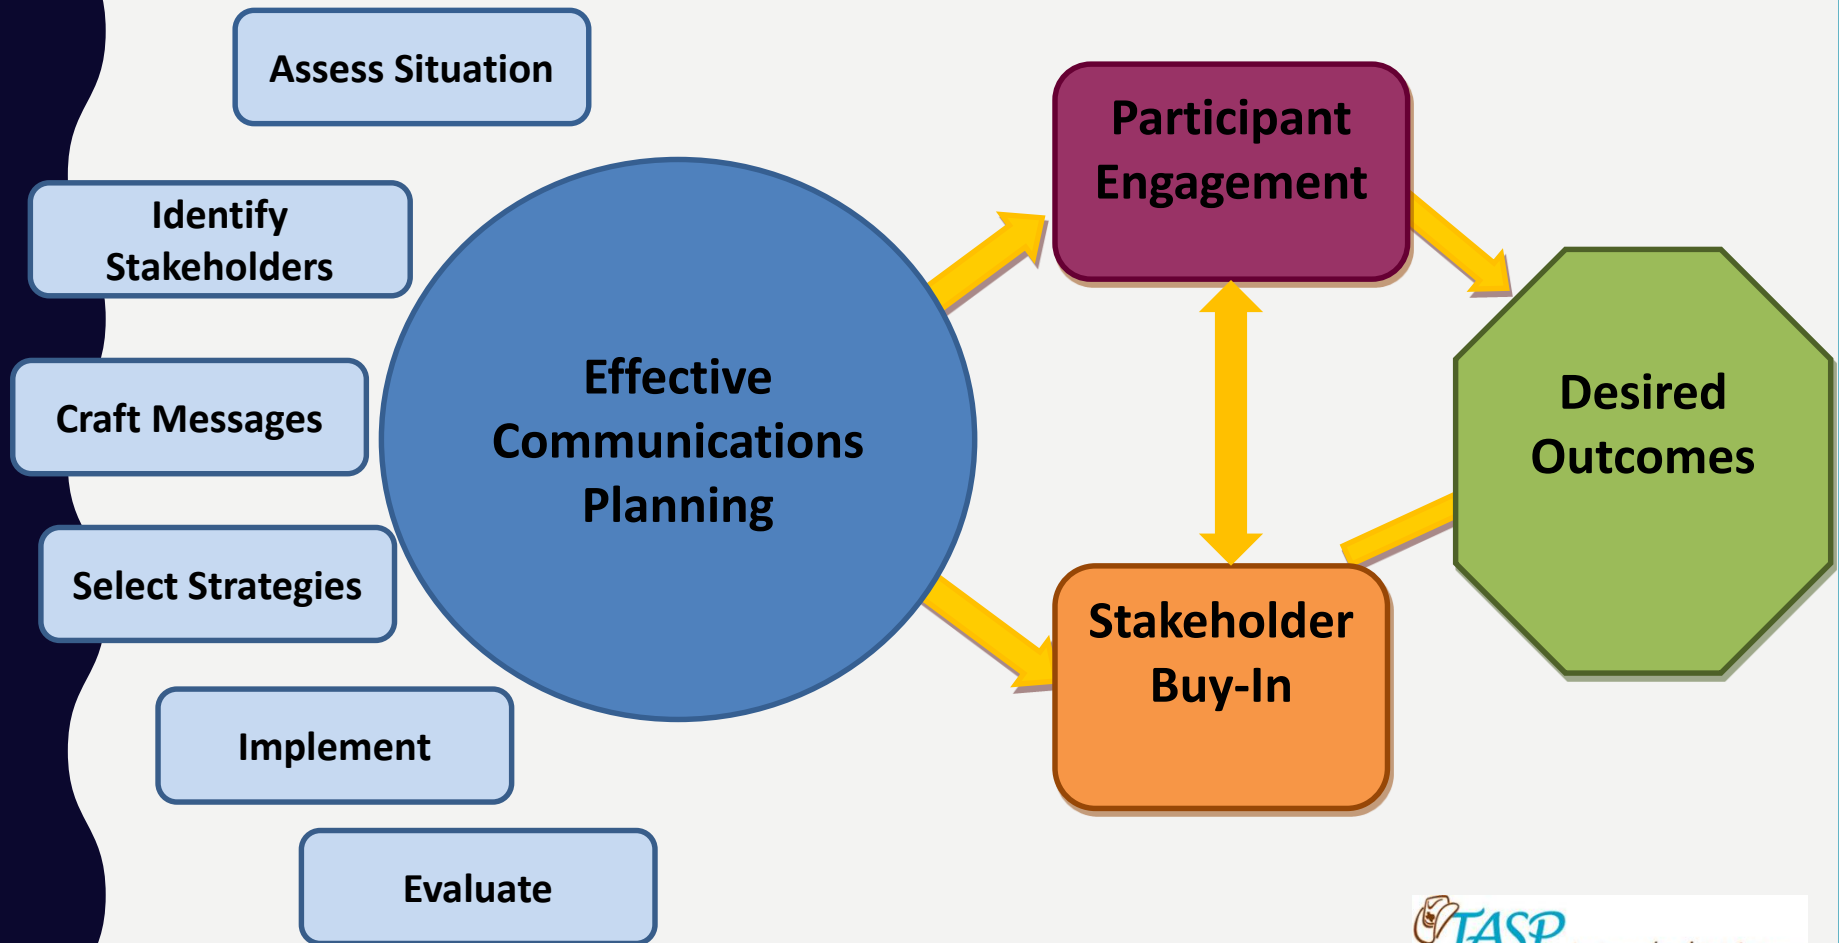 Assess Situation
Identify
Stakeholders
Craft Messages
Select Strategies
Implement
Evaluate
Effective
Communications
Planning
Participant
Engagement
Stakeholder
Buy-In
Desired
Outcomes
TASP